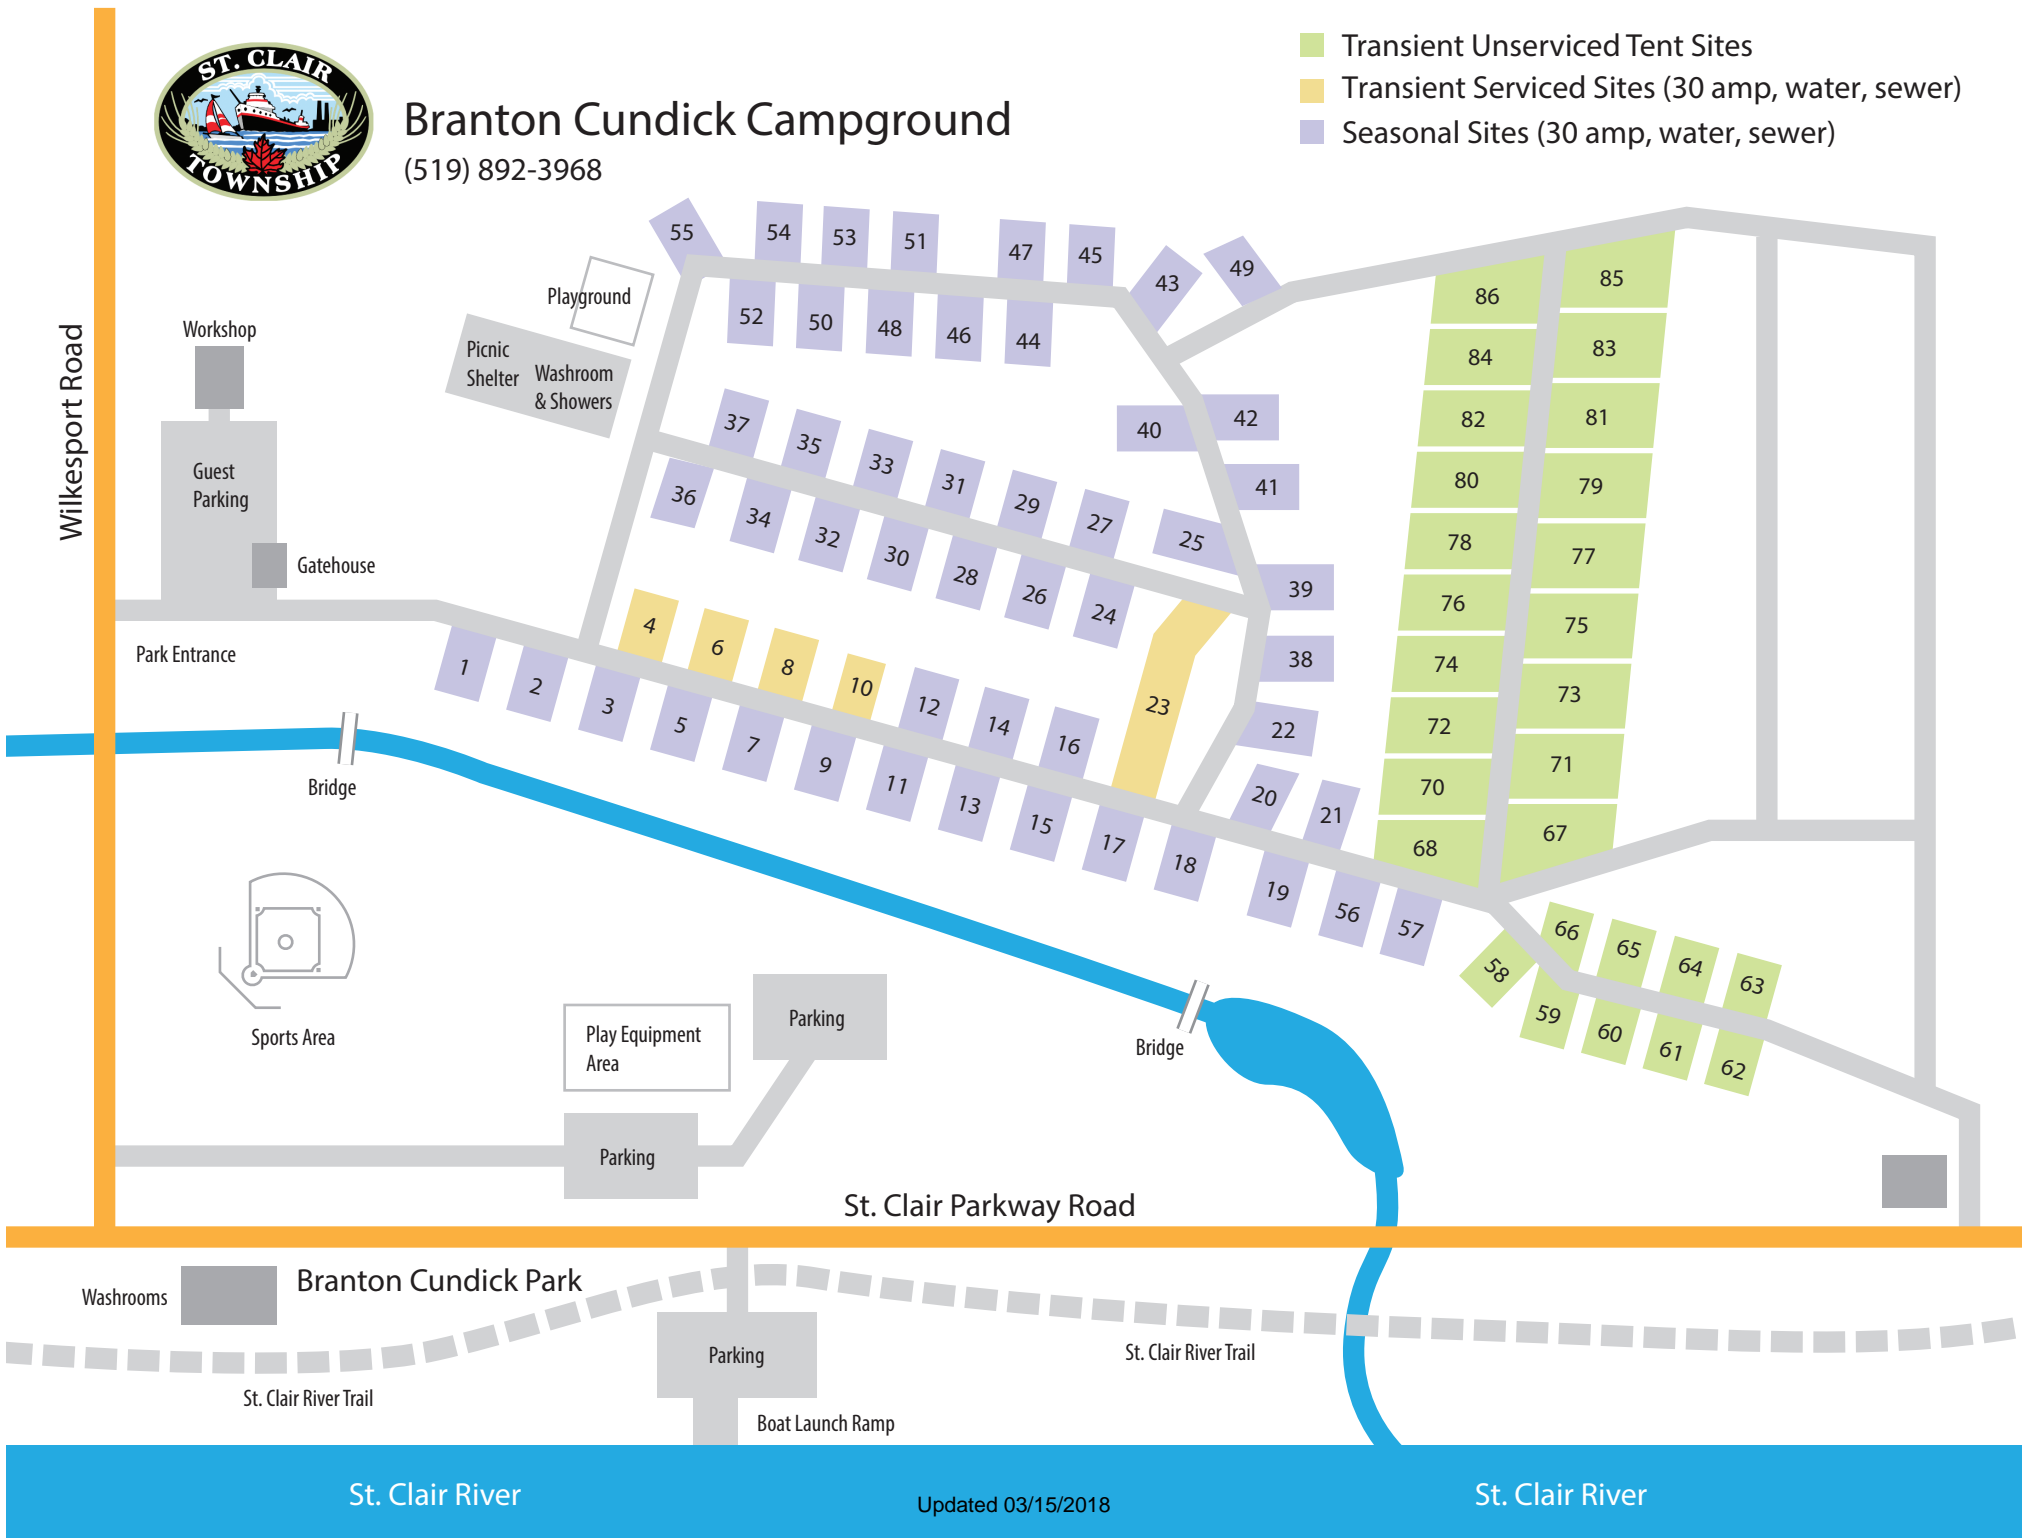 ST. CLAIR
TOWNSHIP
Branton Cundick Campground
(519) 892-3968
Transient Unserviced Tent Sites
Transient Serviced Sites (30 amp, water, sewer)
Seasonal Sites (30 amp, water, sewer)
Wilkesport Road
Workshop
Guest
Parking
Gatehouse
Park Entrance
Playground
Picnic
Shelter
Washroom
& Showers
55
54
53
51
47
45
43
49
52
50
48
46
44
37
35
33
31
29
27
25
36
34
32
30
28
26
24
40
42
41
39
38
22
4
6
8
10
12
14
16
23
20
21
1
2
3
5
7
9
11
13
15
17
18
19
56
57
86
84
82
80
78
76
74
72
70
68
85
83
81
79
77
75
73
71
67
58
66
65
64
63
59
60
61
62
Bridge
Bridge
Sports Area
Play Equipment
Area
Parking
Parking
St. Clair Parkway Road
Washrooms
Branton Cundick Park
St. Clair River Trail
Parking
St. Clair River Trail
Boat Launch Ramp
St. Clair River
Updated 03/15/2018
St. Clair River